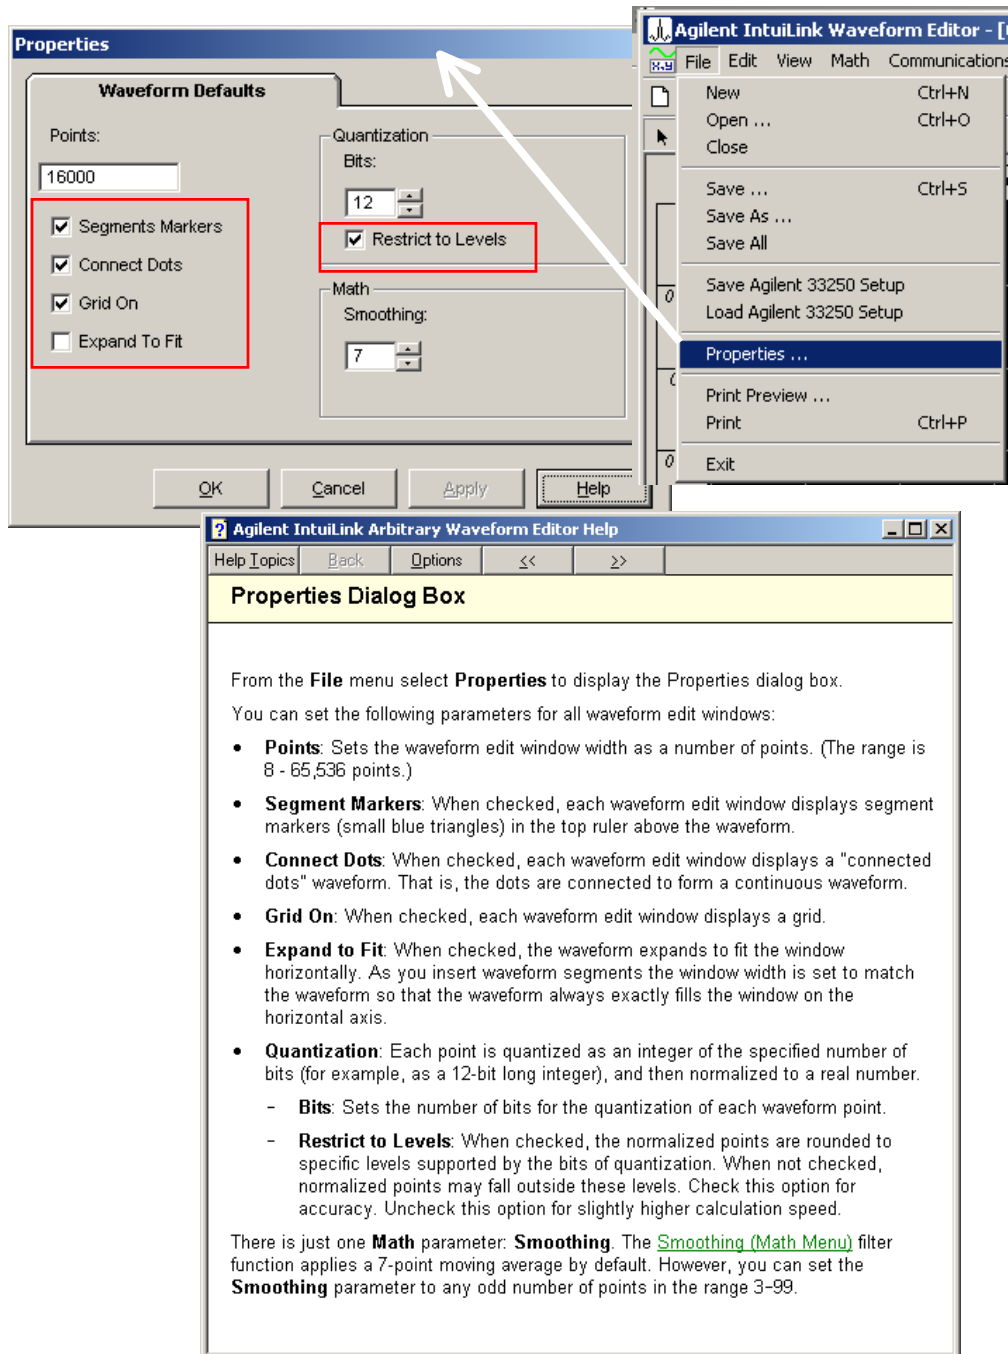 Properties
Waveform Defaults
Points:
16000
Segments Markers
Connect Dots
Grid On
Expand To Fit
Quantization
Bits:
12
Restrict to Levels
Math
Smoothing:
7
OK
Cancel
Apply
Help
Agilent IntuiLink Waveform Editor - [
File Edit View Math Communications
New Ctrl+N
Open ... Ctrl+O
Close
Save ... Ctrl+S
Save As ...
Save All
Save Agilent 33250 Setup
Load Agilent 33250 Setup
Properties ...
Print Preview ...
Print Ctrl+P
Exit
0
0
0
Agilent IntuiLink Arbitrary Waveform Editor Help
Help Topics Back Options << >>
Properties Dialog Box
From the File menu select Properties to display the Properties dialog box.
You can set the following parameters for all waveform edit windows:
• Points: Sets the waveform edit window width as a number of points. (The range is
8 - 65,536 points.)
• Segment Markers: When checked, each waveform edit window displays segment
markers (small blue triangles) in the top ruler above the waveform.
• Connect Dots: When checked, each waveform edit window displays a "connected
dots" waveform. That is, the dots are connected to form a continuous waveform.
• Grid On: When checked, each waveform edit window displays a grid.
• Expand to Fit: When checked, the waveform expands to fit the window
horizontally. As you insert waveform segments the window width is set to match
the waveform so that the waveform always exactly fills the window on the
horizontal axis.
• Quantization: Each point is quantized as an integer of the specified number of
bits (for example, as a 12-bit long integer), and then normalized to a real number.
- Bits: Sets the number of bits for the quantization of each waveform point.
- Restrict to Levels: When checked, the normalized points are rounded to
specific levels supported by the bits of quantization. When not checked,
normalized points may fall outside these levels. Check this option for
accuracy. Uncheck this option for slightly higher calculation speed.
There is just one Math parameter: Smoothing. The Smoothing (Math Menu) filter
function applies a 7-point moving average by default. However, you can set the
Smoothing parameter to any odd number of points in the range 3-99.